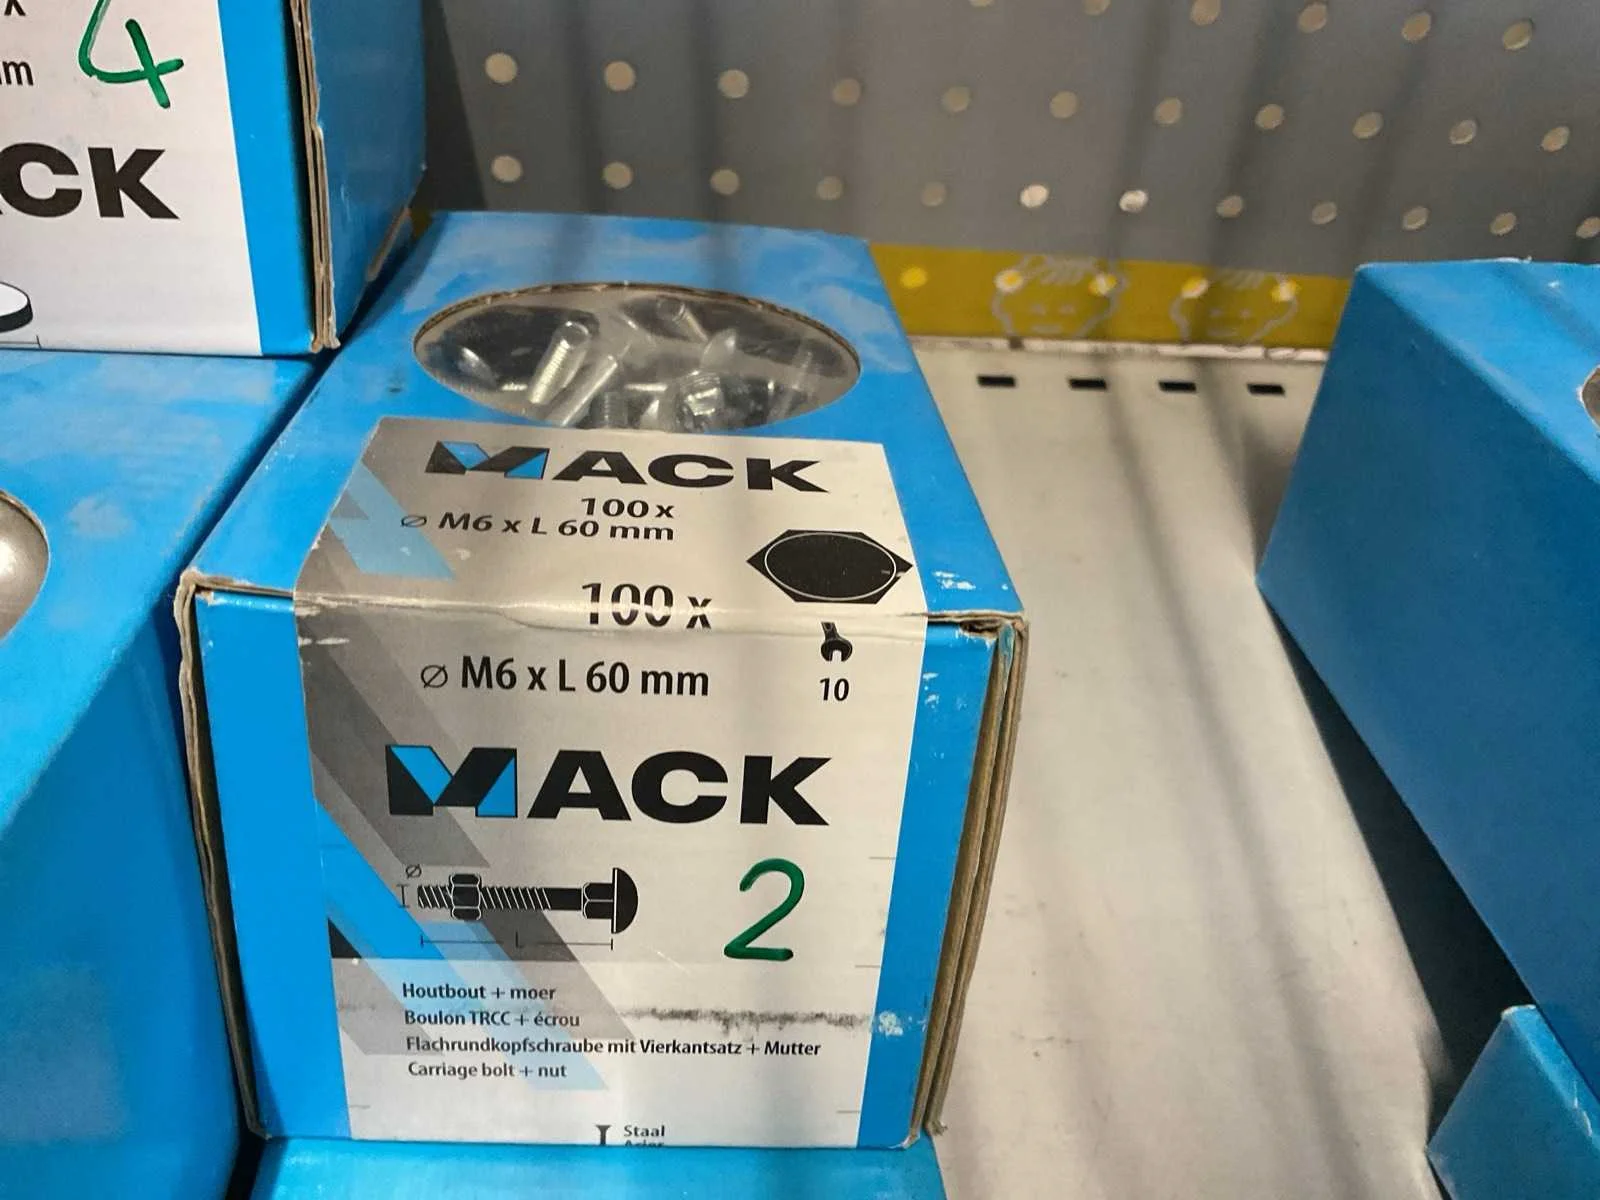 4
m
CK
MACK
100 x
⌀ M6 x L 60 mm
100 x
⌀ M6 x L 60 mm
10
MACK
⌀
2
L
Houtbout + moer
Boulon TRCC + écrou
Flachrundkopfschraube mit Vierkantsatz + Mutter
Carriage bolt + nut
Staal